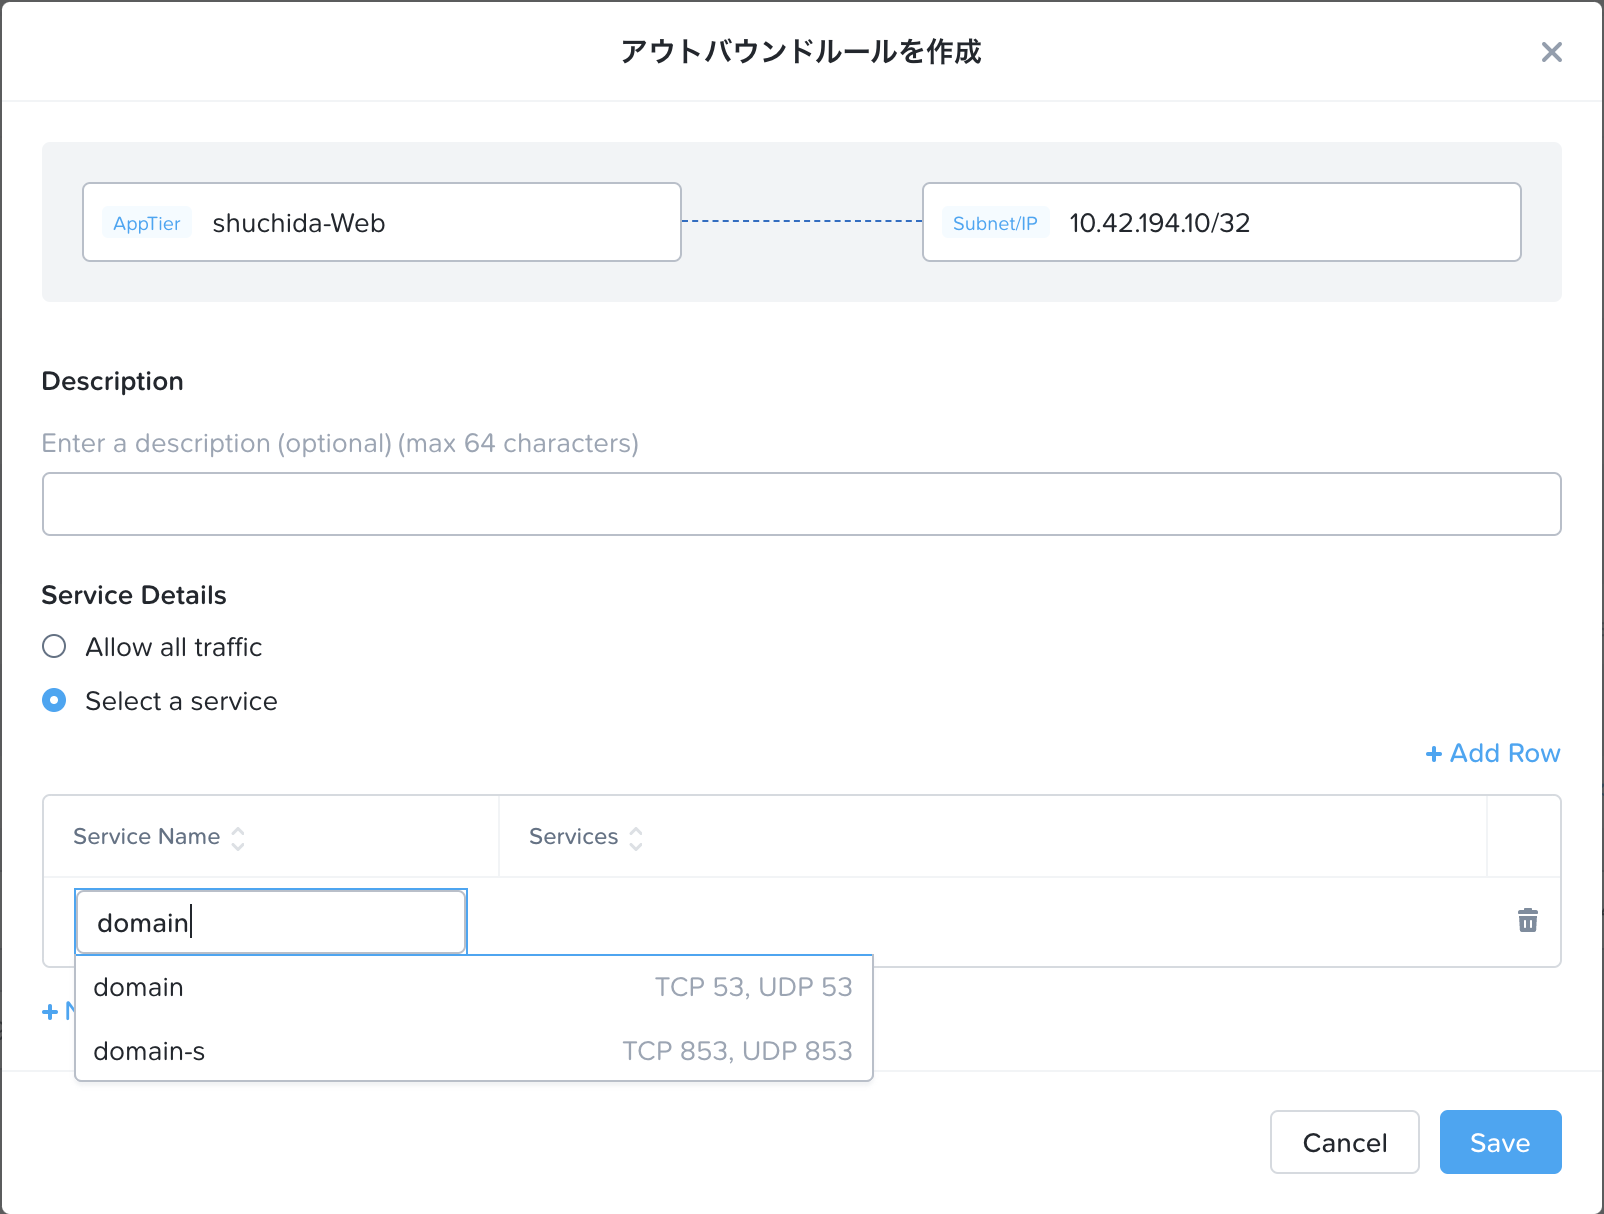 アウトバウンドルールを作成
AppTier shuchida-Web
Subnet/IP 10.42.194.10/32
Description
Enter a description (optional) (max 64 characters)
Service Details
Allow all traffic
Select a service
+ Add Row
Service Name
Services
domain
domain TCP 53, UDP 53
domain-s TCP 853, UDP 853
Cancel
Save